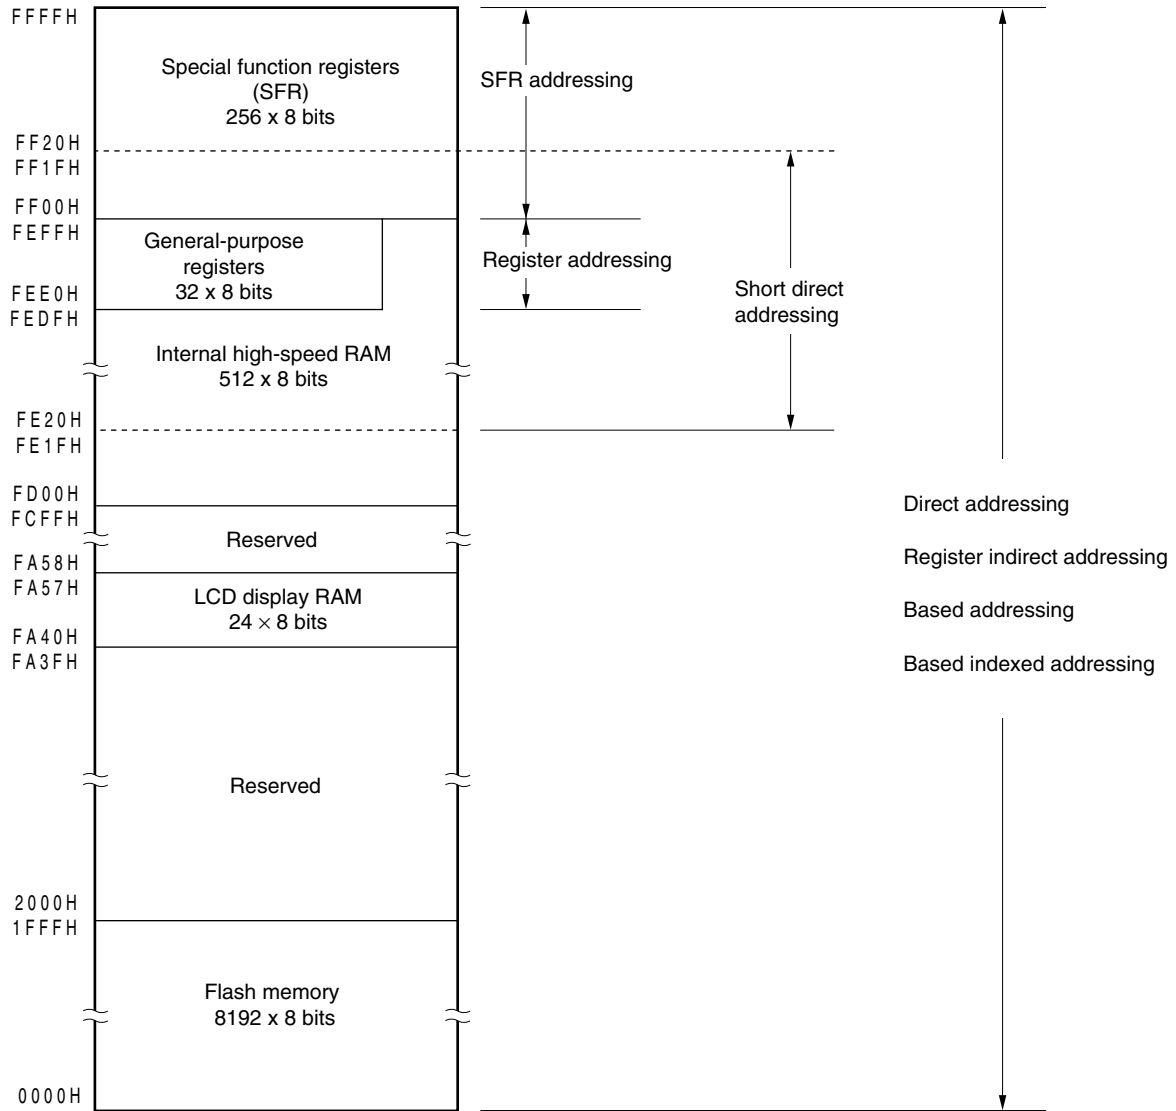 FFFFH
Special function registers
(SFR)
256 x 8 bits
SFR addressing
FF20H
FF1FH
FF00H
FEFFH
General-purpose
registers
32 x 8 bits
Register addressing
FEE0H
FEDFH
Short direct
addressing
Internal high-speed RAM
512 x 8 bits
FE20H
FE1FH
FD00H
FCFFH
Reserved
FA58H
FA57H
LCD display RAM
24 × 8 bits
FA40H
FA3FH
Direct addressing
Register indirect addressing
Based addressing
Based indexed addressing
Reserved
2000H
1FFFH
Flash memory
8192 x 8 bits
0000H